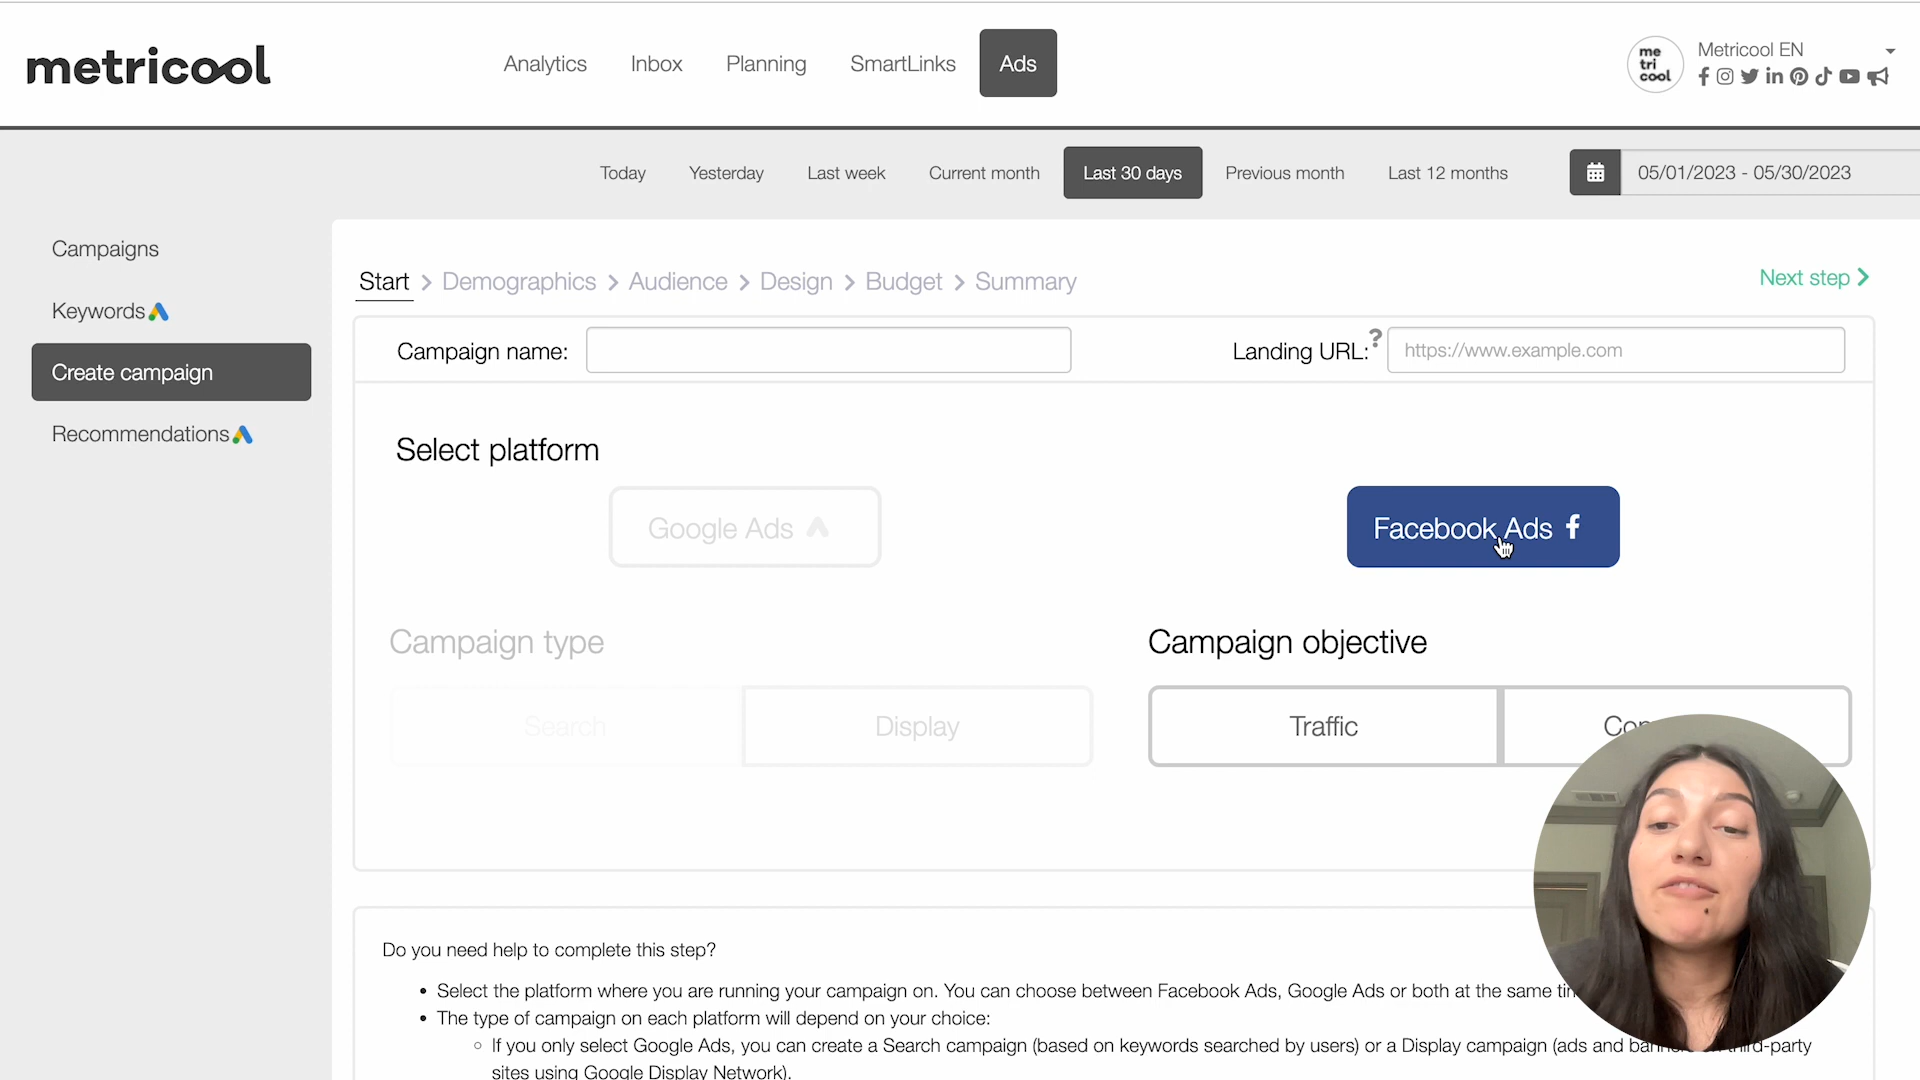 metricool
Analytics Inbox Planning SmartLinks Ads
me
tri
cool
Metricool EN
Today Yesterday Last week Current month Last 30 days Previous month Last 12 months 05/01/2023 - 05/30/2023
Campaigns
Keywords
Create campaign
Recommendations
Start > Demographics > Audience > Design > Budget > Summary
Next step >
Campaign name:
Landing URL:? https://www.example.com
Select platform
Google Ads
Facebook Ads f
Campaign type
Campaign objective
Search Display
Traffic
Do you need help to complete this step?
• Select the platform where you are running your campaign on. You can choose between Facebook Ads, Google Ads or both at the same
• The type of campaign on each platform will depend on your choice:
◦ If you only select Google Ads, you can create a Search campaign (based on keywords searched by users) or a Display campaign (ads and third-party
sites using Google Display Network).